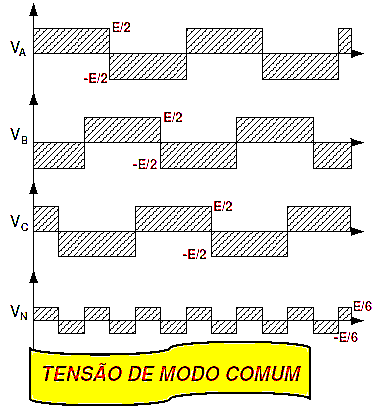 E/2
VA
-E/2
E/2
VB
-E/2
VC
E/2
-E/2
E/6
VN
-E/6
TENSÃO DE MODO COMUM